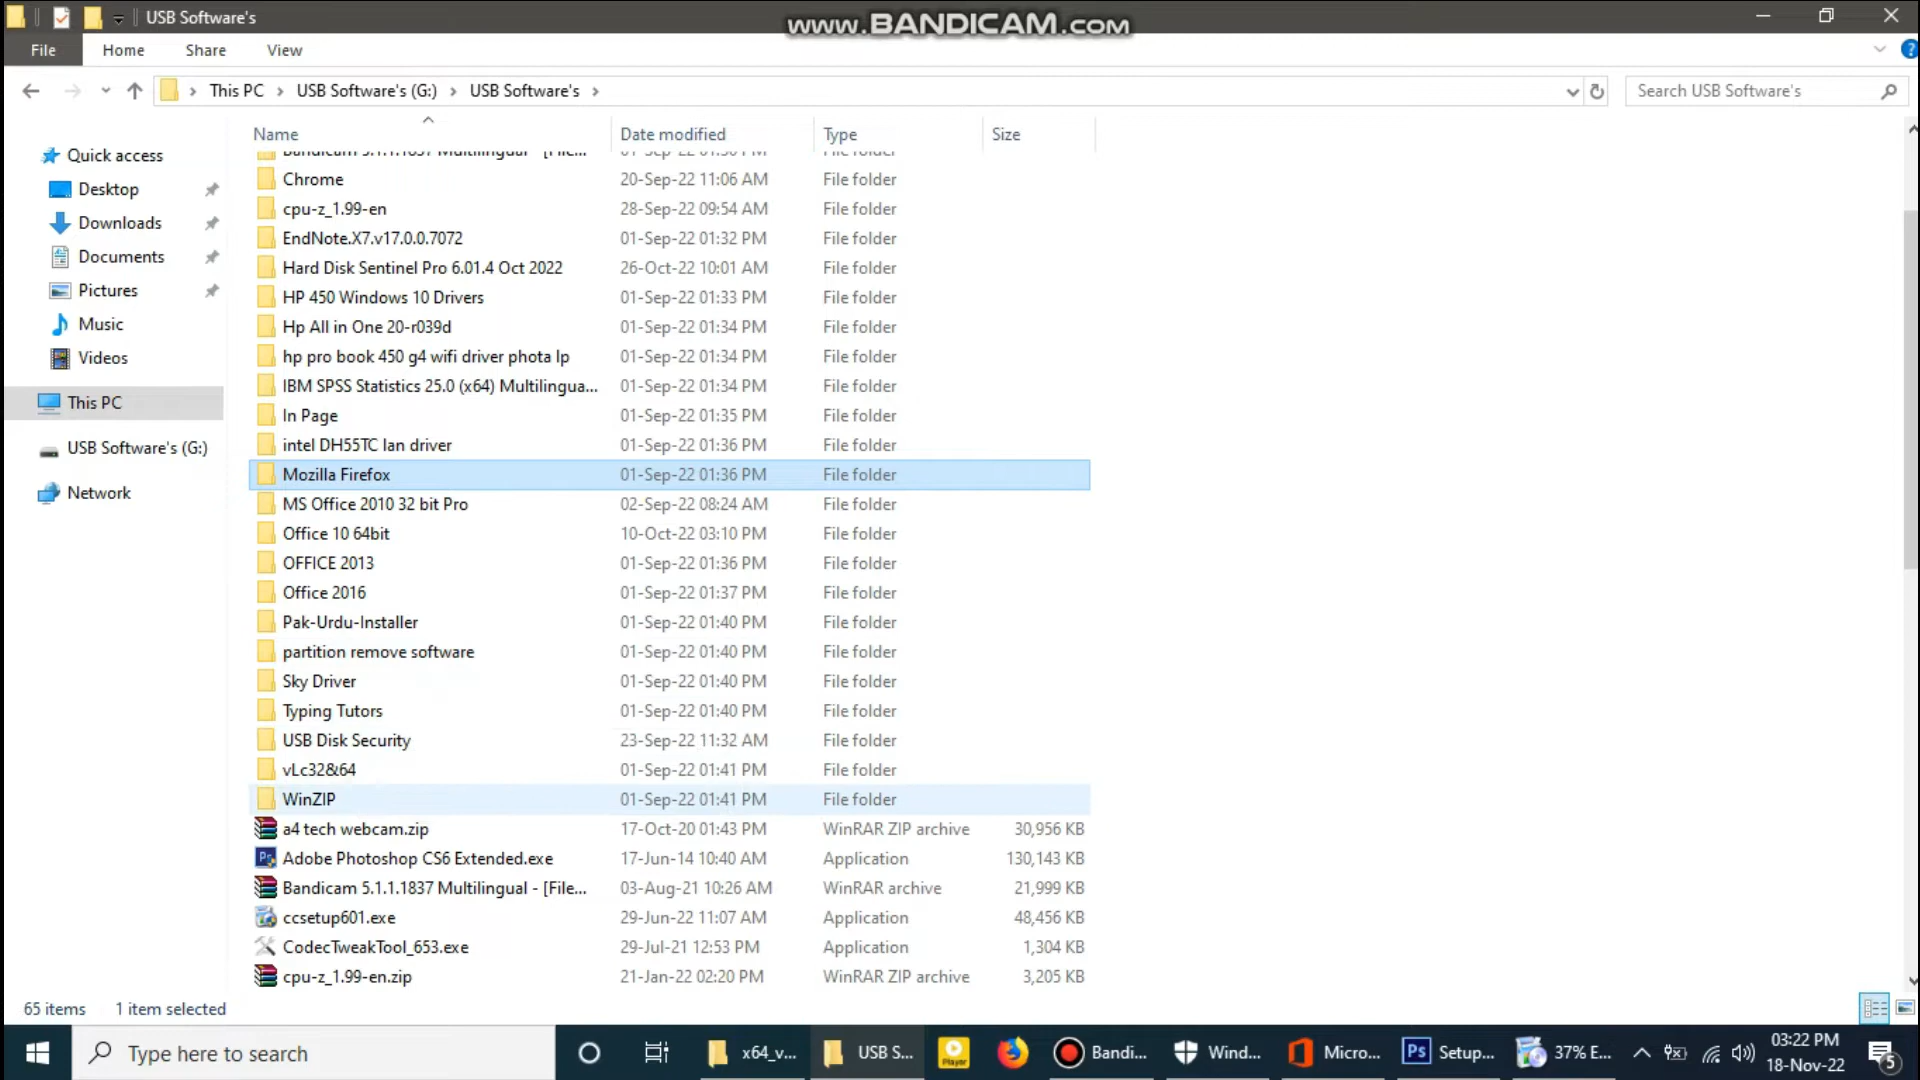 USB Software's
www.BANDICAM.com
File Home Share View
This PC USB Software's (G:) USB Software's
Search USB Software's
Name Date modified Type Size
Quick access
Desktop
Downloads
Documents
Pictures
Music
Videos
This PC
USB Software's (G:)
Network
Bandicam 5.1.1.1837 Multilingual - [File... 01-Sep-22 01:30 PM File folder
Chrome 20-Sep-22 11:06 AM File folder
cpu-z_1.99-en 28-Sep-22 09:54 AM File folder
EndNote.X7.v17.0.0.7072 01-Sep-22 01:32 PM File folder
Hard Disk Sentinel Pro 6.01.4 Oct 2022 26-Oct-22 10:01 AM File folder
HP 450 Windows 10 Drivers 01-Sep-22 01:33 PM File folder
Hp All in One 20-r039d 01-Sep-22 01:34 PM File folder
hp pro book 450 g4 wifi driver phota lp 01-Sep-22 01:34 PM File folder
IBM SPSS Statistics 25.0 (x64) Multilingua... 01-Sep-22 01:34 PM File folder
In Page 01-Sep-22 01:35 PM File folder
intel DH55TC lan driver 01-Sep-22 01:36 PM File folder
Mozilla Firefox 01-Sep-22 01:36 PM File folder
MS Office 2010 32 bit Pro 02-Sep-22 08:24 AM File folder
Office 10 64bit 10-Oct-22 03:10 PM File folder
OFFICE 2013 01-Sep-22 01:36 PM File folder
Office 2016 01-Sep-22 01:37 PM File folder
Pak-Urdu-Installer 01-Sep-22 01:40 PM File folder
partition remove software 01-Sep-22 01:40 PM File folder
Sky Driver 01-Sep-22 01:40 PM File folder
Typing Tutors 01-Sep-22 01:40 PM File folder
USB Disk Security 23-Sep-22 11:32 AM File folder
vLc32&64 01-Sep-22 01:41 PM File folder
WinZIP 01-Sep-22 01:41 PM File folder
a4 tech webcam.zip 17-Oct-20 01:43 PM WinRAR ZIP archive 30,956 KB
Adobe Photoshop CS6 Extended.exe 17-Jun-14 10:40 AM Application 130,143 KB
Bandicam 5.1.1.1837 Multilingual - [File... 03-Aug-21 10:26 AM WinRAR archive 21,999 KB
ccsetup601.exe 29-Jun-22 11:07 AM Application 48,456 KB
CodecTweakTool_653.exe 29-Jul-21 12:53 PM Application 1,304 KB
cpu-z_1.99-en.zip 21-Jan-22 02:20 PM WinRAR ZIP archive 3,205 KB
65 items 1 item selected
Type here to search
x64_v... USB S... Player Bandi... Wind... Micro... Ps Setup... 37% E...
03:22 PM
18-Nov-22
5